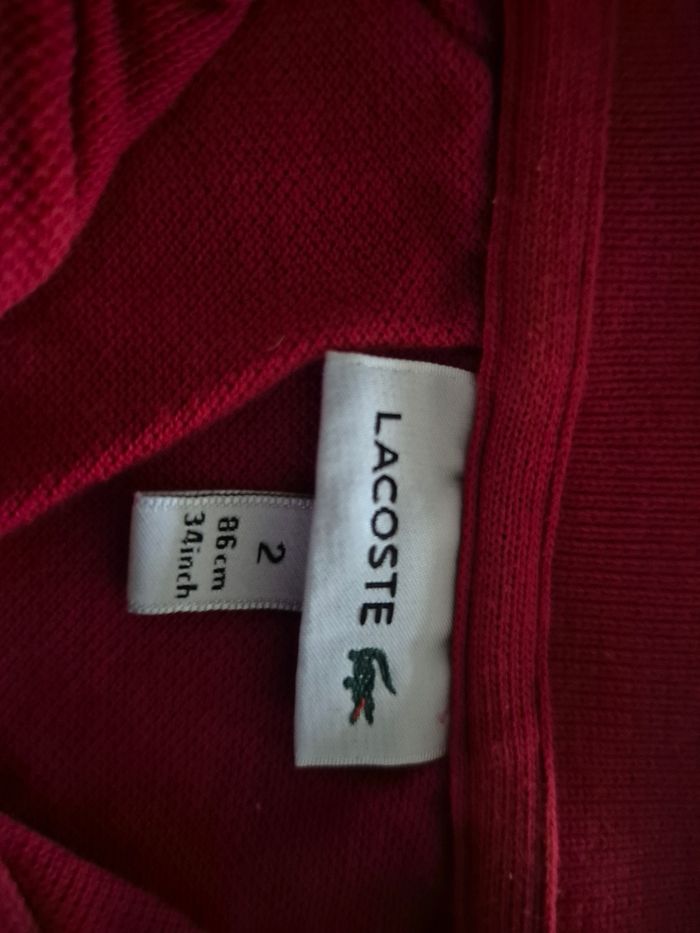 LACOSTE
2
86cm
34inch